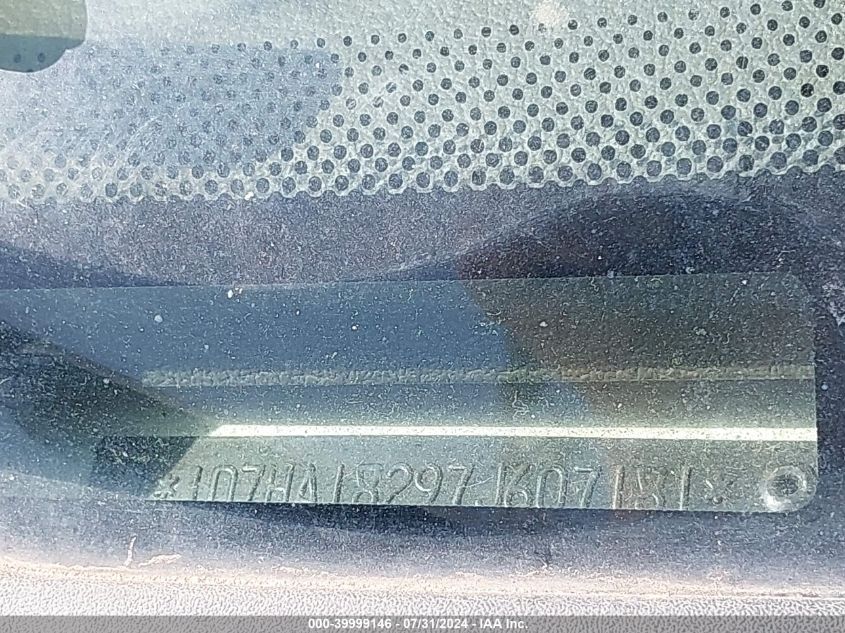 *1D7HA18297J607181*
000-39999146 - 07/31/2024 - IAA Inc.